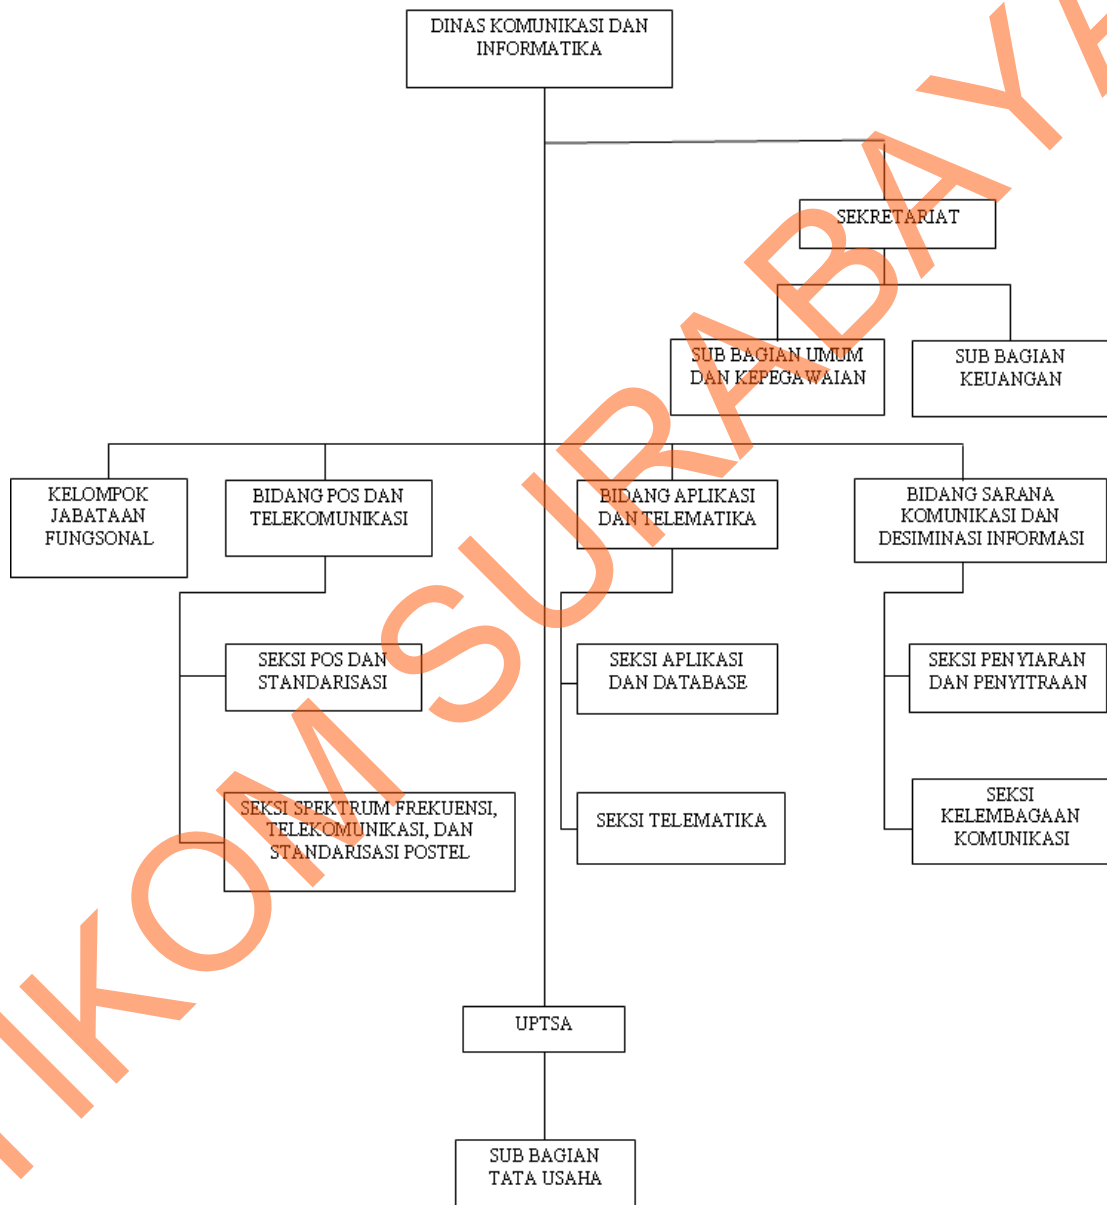 DINAS KOMUNIKASI DAN
INFORMATIKA
SEKRETARIAT
SUB BAGIAN UMUM
DAN KEPEGAWAIAN
SUB BAGIAN
KEUANGAN
KELOMPOK
JABATAAN
FUNGSONAL
BIDANG POS DAN
TELEKOMUNIKASI
BIDANG APLIKASI
DAN TELEMATIKA
BIDANG SARANA
KOMUNIKASI DAN
DESIMINASI INFORMASI
SEKSI POS DAN
STANDARISASI
SEKSI APLIKASI
DAN DATABASE
SEKSI PENYIARAN
DAN PENYITRAAN
SEKSI SPEKTRUM FREKUENSI,
TELEKOMUNIKASI, DAN
STANDARISASI POSTEL
SEKSI TELEMATIKA
SEKSI
KELEMBAGAAN
KOMUNIKASI
UPTSA
SUB BAGIAN
TATA USAHA
IKOM SURABAYA